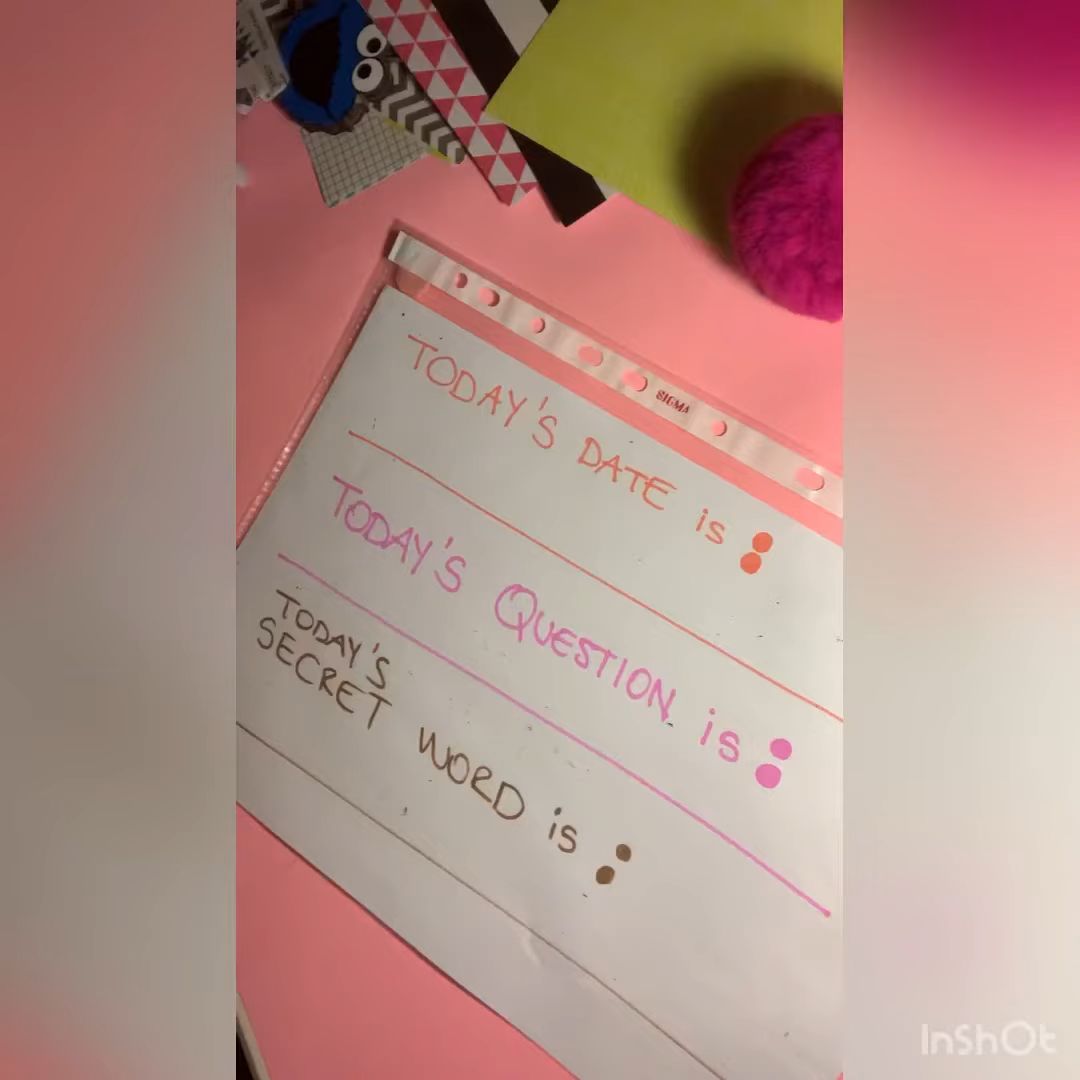 SIGMA
TODAY'S DATE is :
TODAY'S QUESTION is :
TODAY'S
SECRET WORD is :
InShOt